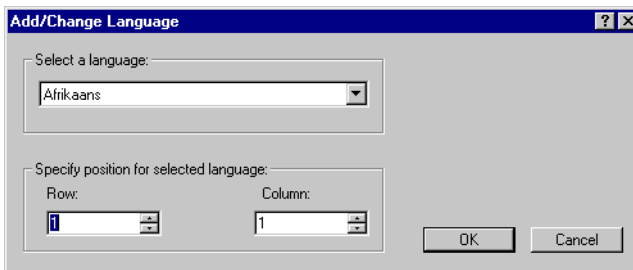 Add/Change Language
Select a language:
Afrikaans
Specify position for selected language:
Row: Column:
1 1
OK Cancel